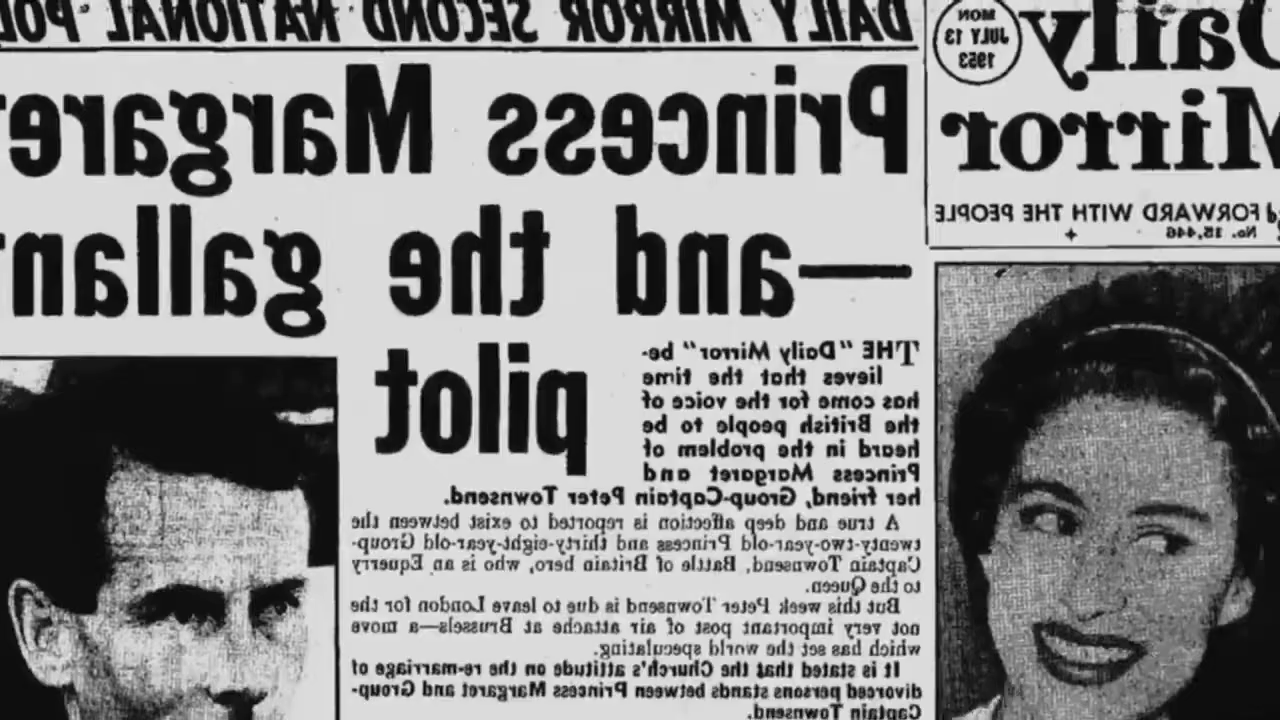 DAILY MIRROR SECOND NATIONAL POL
MON
JULY 13
1953
Daily
Mirror
FORWARD WITH THE PEOPLE
No. 15,446
Princess Margare
—and the gallan
pilot
THE "Daily Mirror" be-
lieves that the time
has come for the voice of
the British people to be
heard in the problem of
Princess Margaret and
her friend, Group-Captain Peter Townsend.
A true and deep affection is reported to exist between the
twenty-two-year-old Princess and thirty-eight-year-old Group-
Captain Townsend, Battle of Britain hero, who is an Equerry
to the Queen.
But this week Peter Townsend is due to leave London for the
not very important post of air attache at Brussels—a move
which has set the world speculating.
It is stated that the Church's attitude on the re-marriage of
divorced persons stands between Princess Margaret and Group-
Captain Townsend.